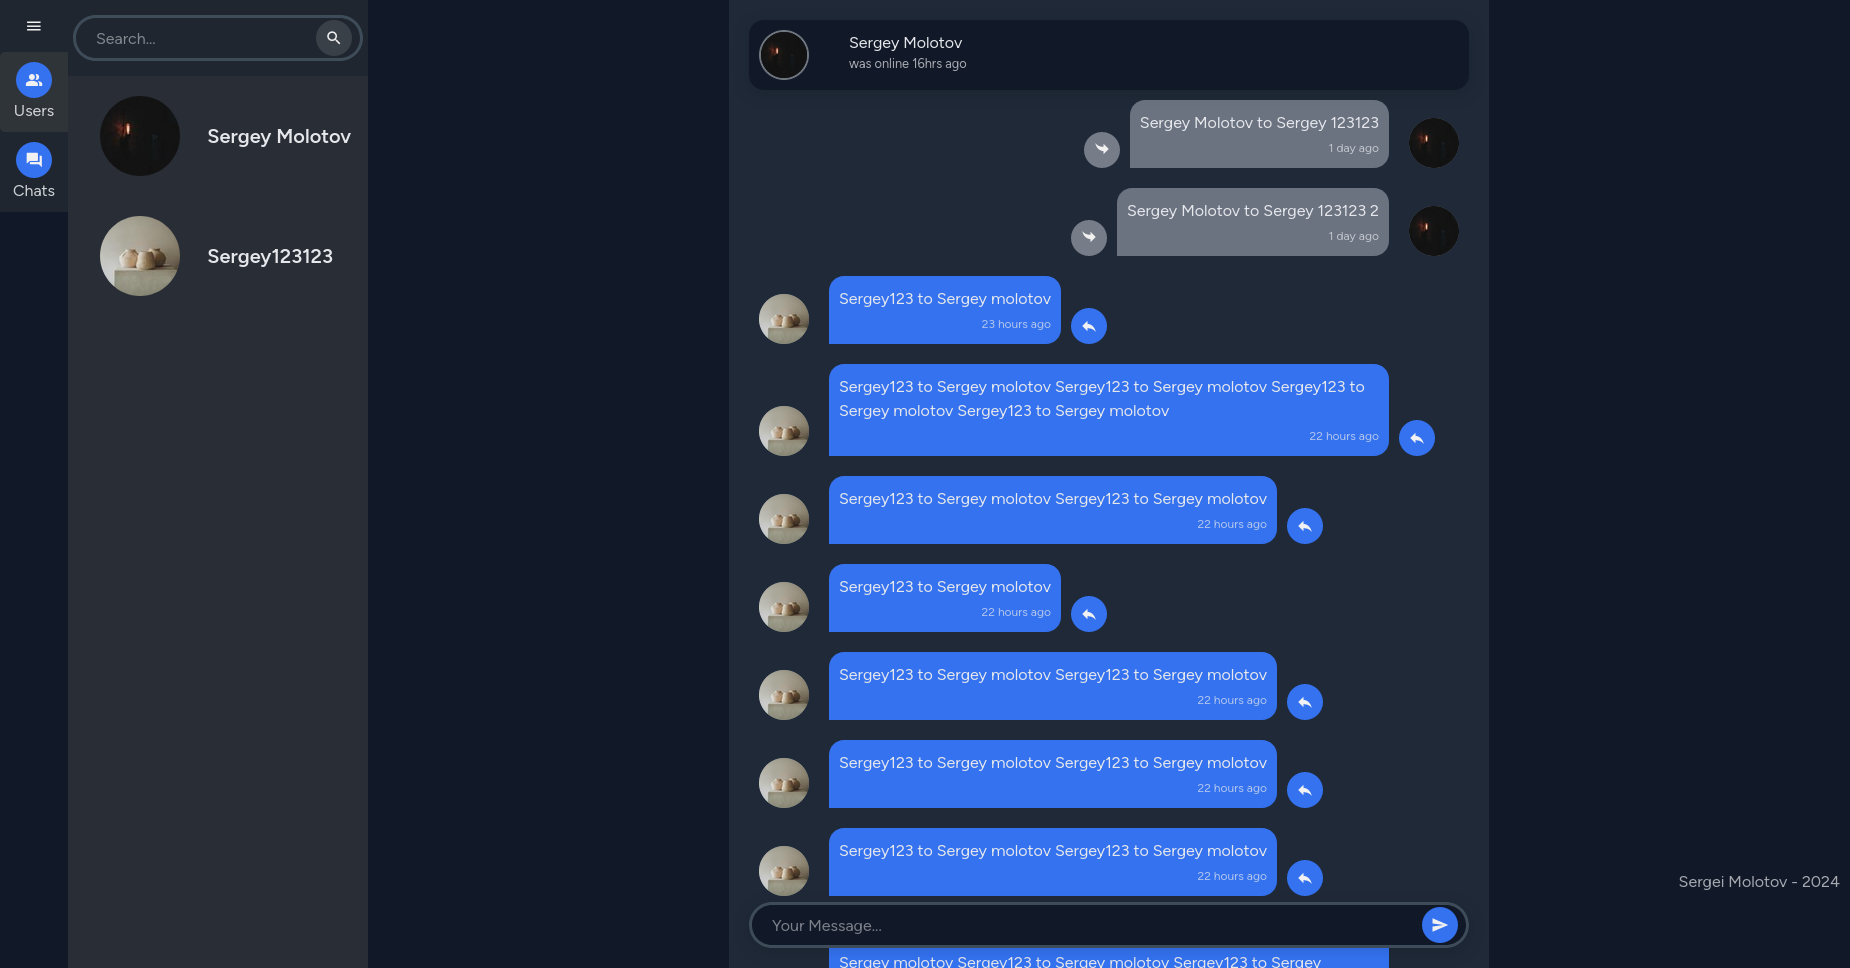 Search...
Users
Chats
Sergey Molotov
Sergey123123
Sergey Molotov
was online 16hrs ago
Sergey Molotov to Sergey 123123
1 day ago
Sergey Molotov to Sergey 123123 2
1 day ago
Sergey123 to Sergey molotov
23 hours ago
Sergey123 to Sergey molotov Sergey123 to Sergey molotov Sergey123 to
Sergey molotov Sergey123 to Sergey molotov
22 hours ago
Sergey123 to Sergey molotov Sergey123 to Sergey molotov
22 hours ago
Sergey123 to Sergey molotov
22 hours ago
Sergey123 to Sergey molotov Sergey123 to Sergey molotov
22 hours ago
Sergey123 to Sergey molotov Sergey123 to Sergey molotov
22 hours ago
Sergey123 to Sergey molotov Sergey123 to Sergey molotov
22 hours ago
Your Message...
Sergey molotov Sergey123 to Sergey molotov Sergey123 to Sergey
Sergei Molotov - 2024